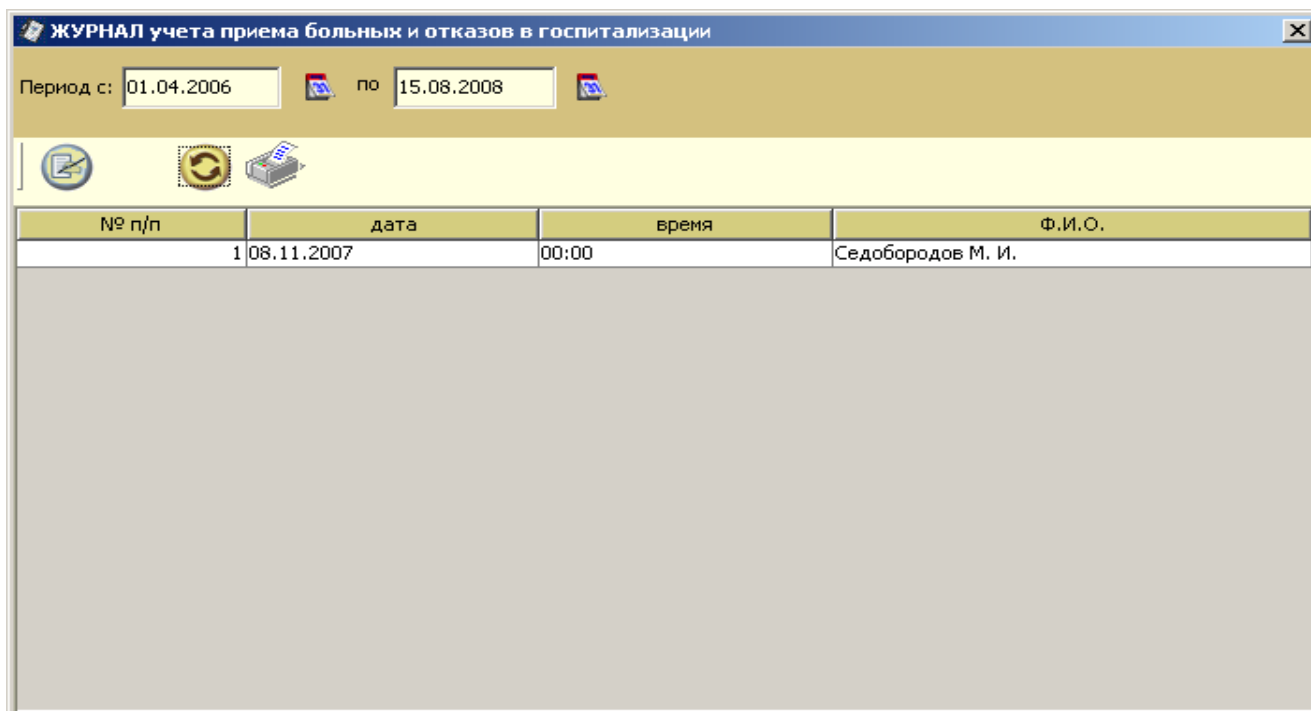 ЖУРНАЛ учета приема больных и отказов в госпитализации
Период с: 01.04.2006 по 15.08.2008
№ п/п дата время Ф.И.О.
1 08.11.2007 00:00 Седобородов М. И.